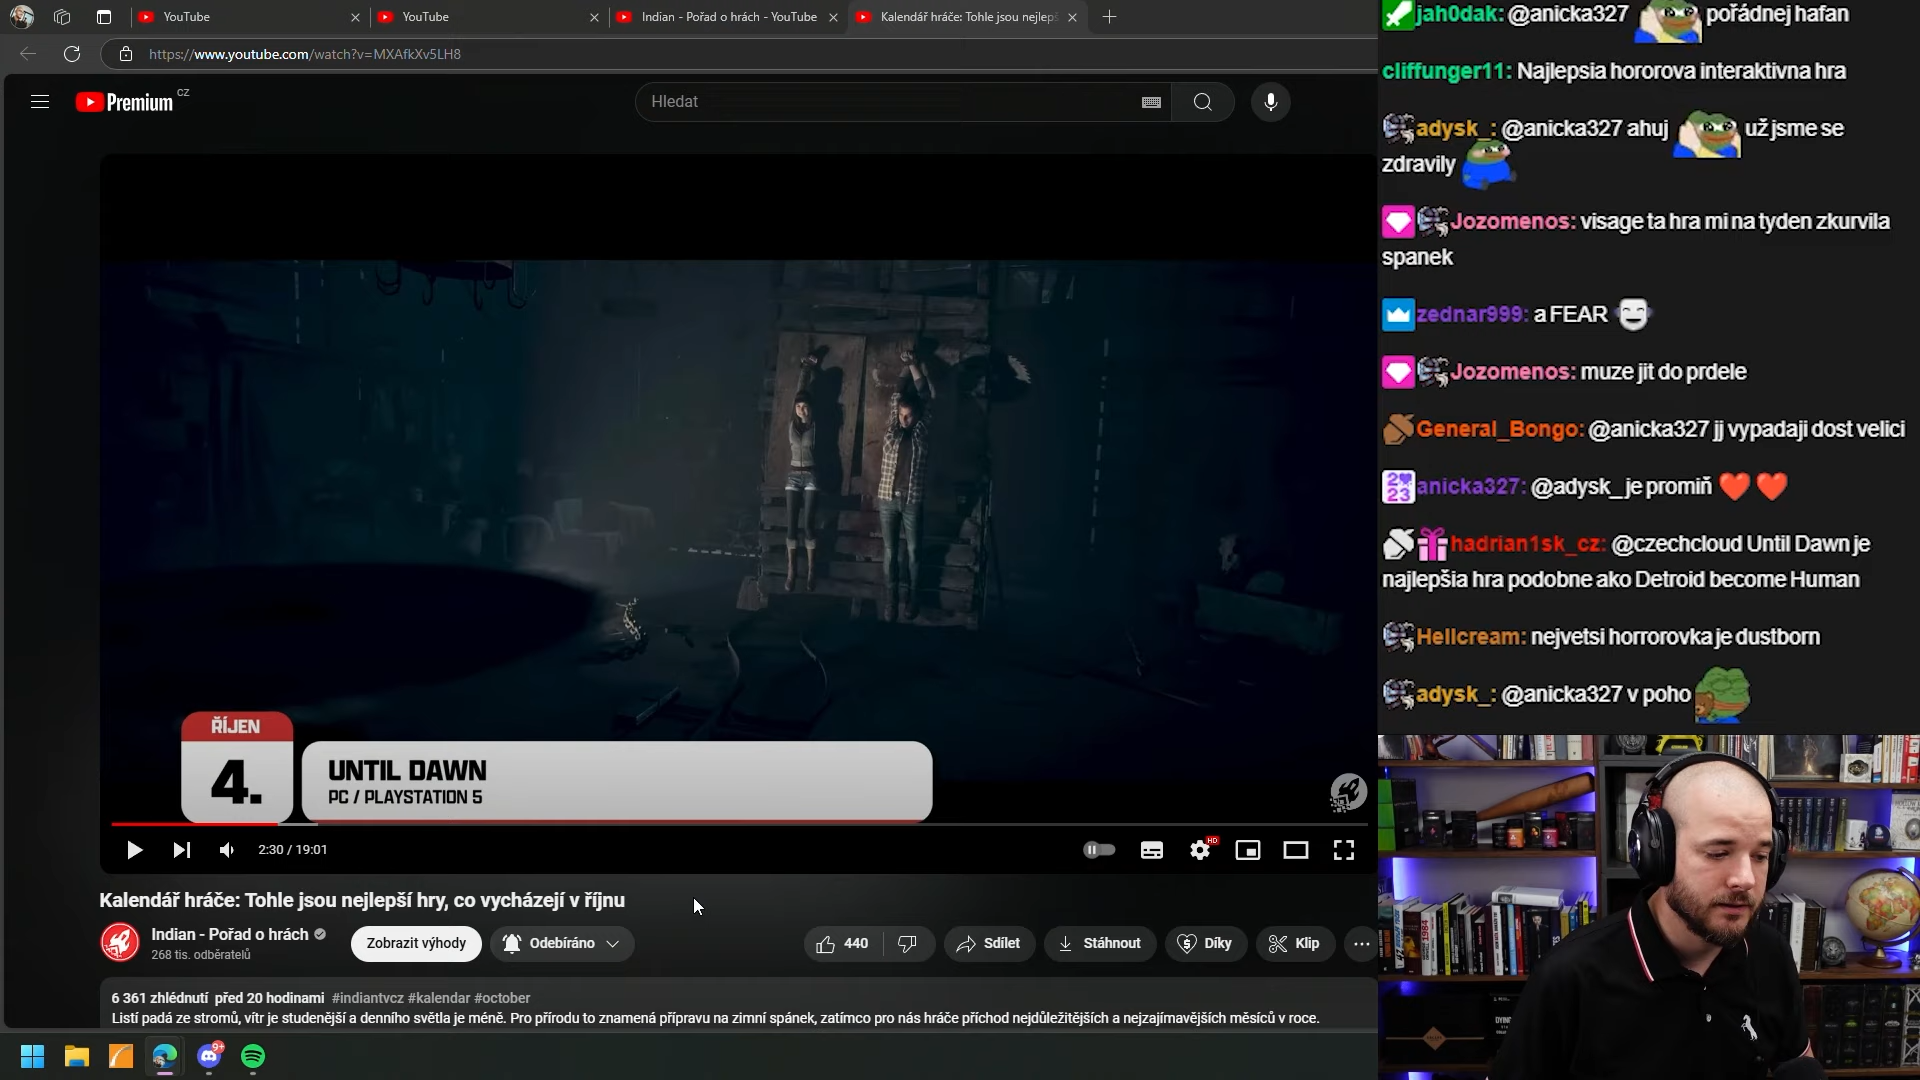 YouTube
YouTube
Indian - Pořad o hrách - YouTube
Kalendář hráče: Tohle jsou nejlepš
https://www.youtube.com/watch?v=MXAfkXv5LH8
Premium CZ
Hledat
ŘÍJEN
4.
UNTIL DAWN
PC / PLAYSTATION 5
2:30 / 19:01
HD
Kalendář hráče: Tohle jsou nejlepší hry, co vycházejí v říjnu
Indian - Pořad o hrách
268 tis. odběratelů
Zobrazit výhody
Odebíráno
440
Sdílet
Stáhnout
Díky
Klip
6 361 zhlédnutí před 20 hodinami #indiantvcz #kalendar #october
Listí padá ze stromů, vítr je studenější a denního světla je méně. Pro přírodu to znamená přípravu na zimní spánek, zatímco pro nás hráče příchod nejdůležitějších a nejzajímavějších měsíců v roce.
9+
jah0dak: @anicka327 pořádnej hafan
cliffunger11: Najlepsia hororova interaktivna hra
adysk_: @anicka327 ahuj už jsme se
zdravily
Jozomenos: visage ta hra mi na tyden zkurvila
spanek
zednar999: a FEAR
Jozomenos: muze jit do prdele
General_Bongo: @anicka327 jj vypadaji dost velici
anicka327: @adysk_ je promiň
hadrian1sk_cz: @czechcloud Until Dawn je
najlepšia hra podobne ako Detroid become Human
Hellcream: nejvetsi horrorovka je dustborn
adysk_: @anicka327 v poho
1984